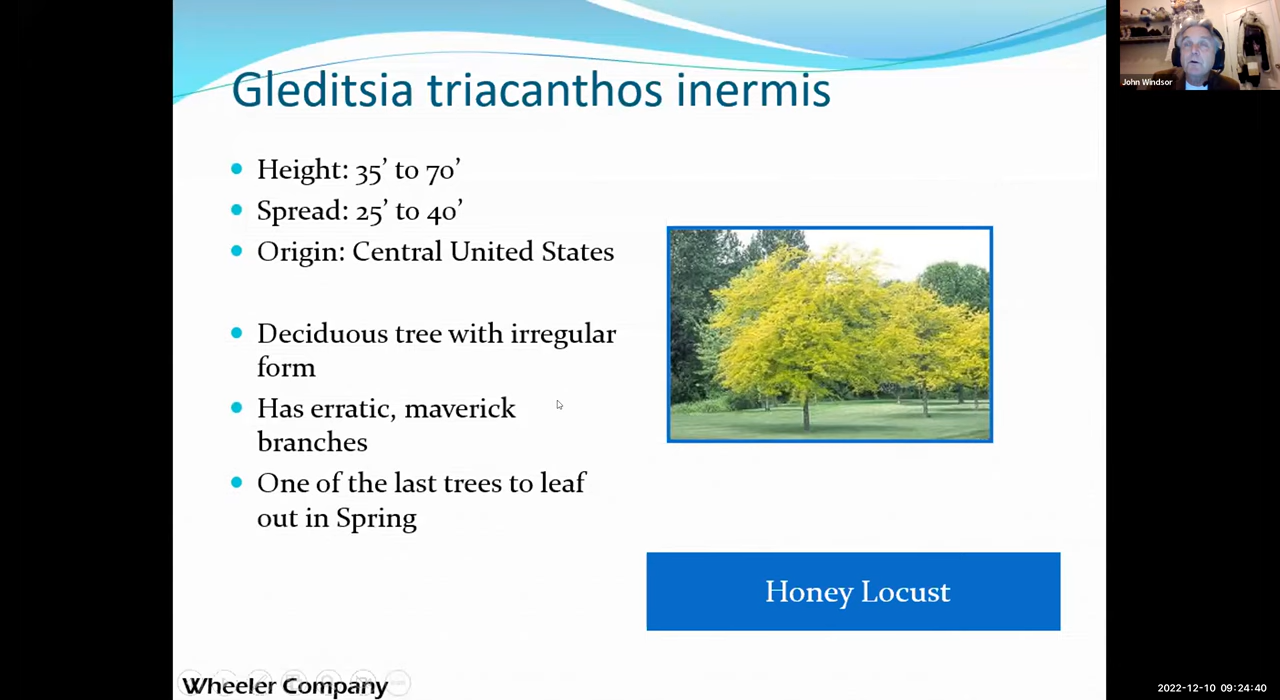 Gleditsia triacanthos inermis
John Windsor
Height: 35’ to 70’
Spread: 25’ to 40’
Origin: Central United States
Deciduous tree with irregular
form
Has erratic, maverick
branches
One of the last trees to leaf
out in Spring
Honey Locust
Wheeler Company
2022-12-10 09:24:40